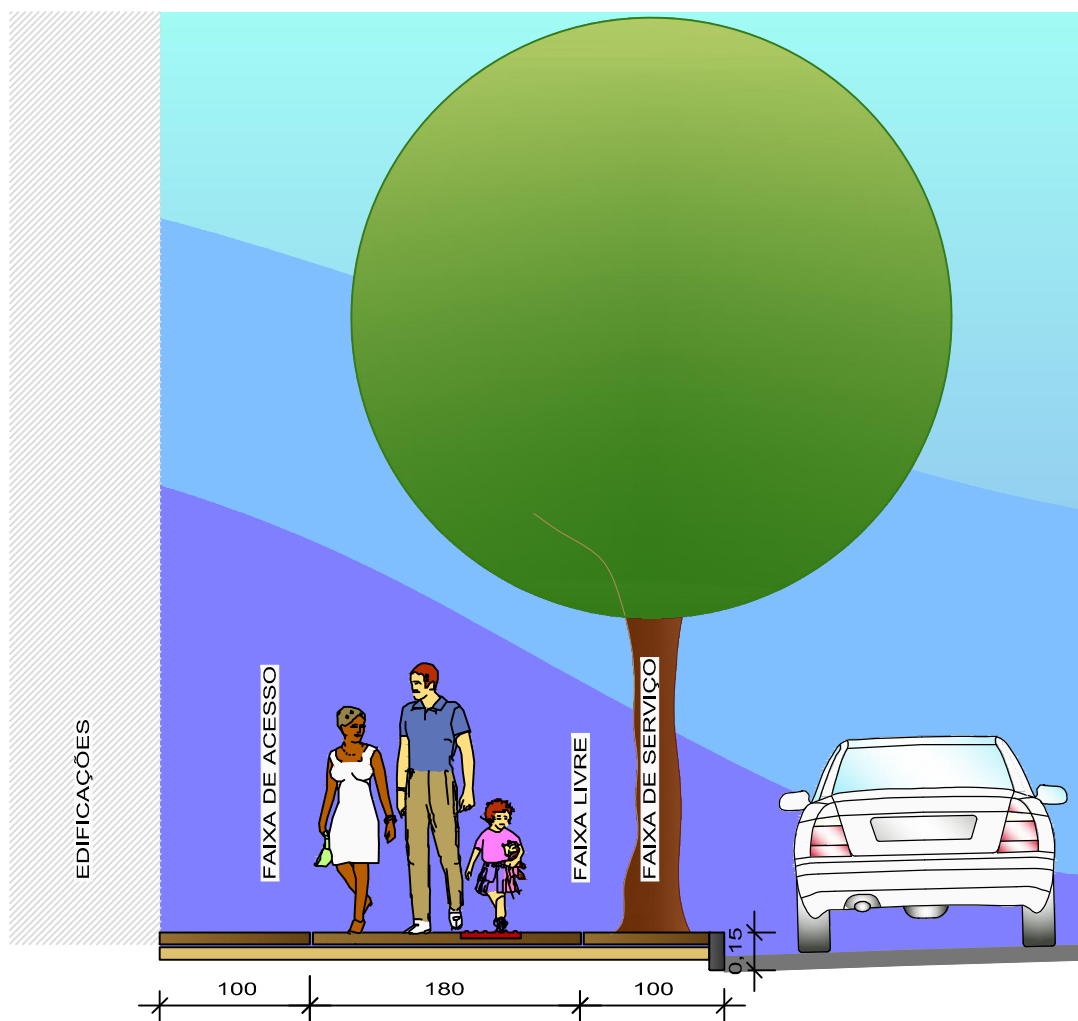 EDIFICAÇÕES
FAIXA DE ACESSO
FAIXA LIVRE
FAIXA DE SERVIÇO
0,15
100
180
100